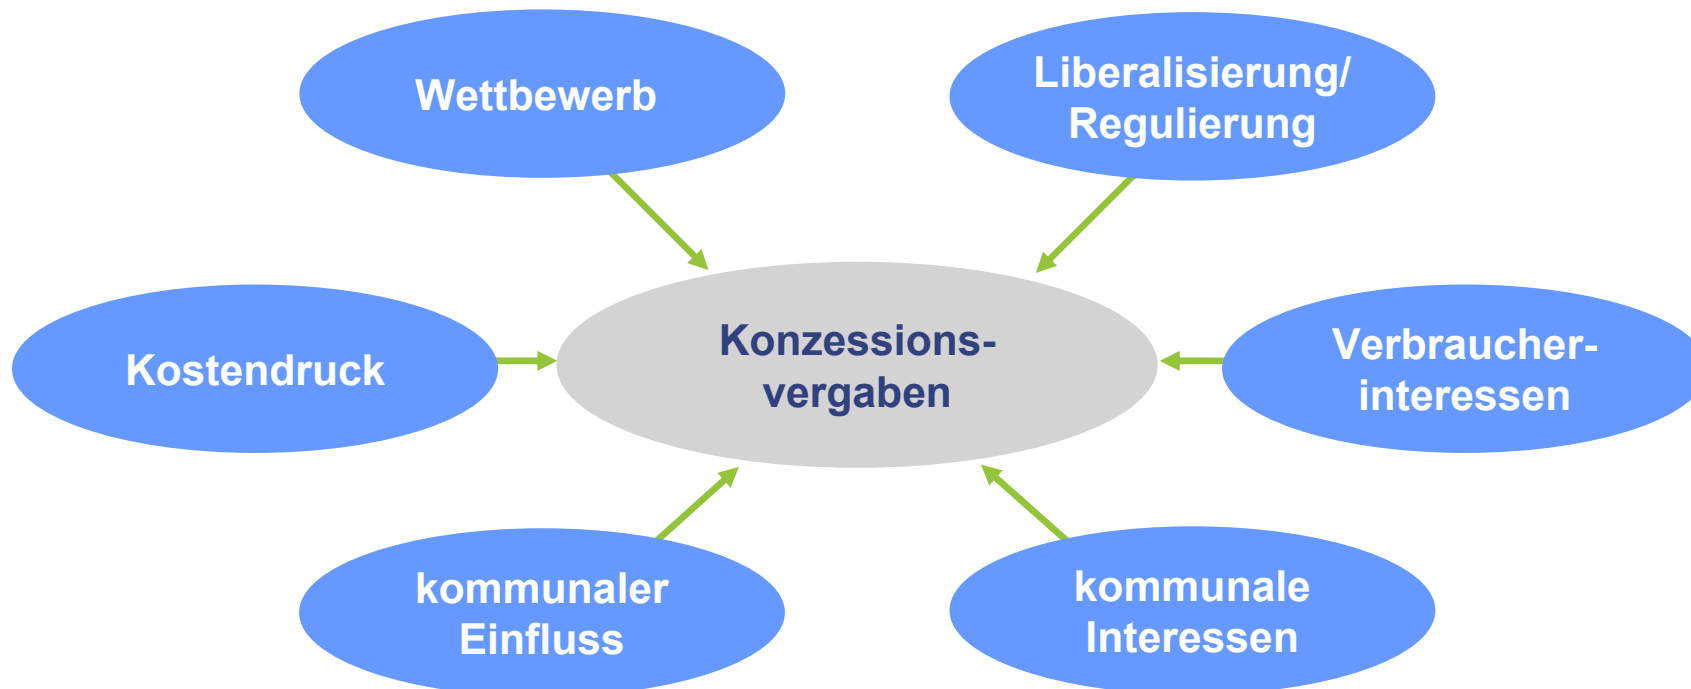 Wettbewerb
Liberalisierung/
Regulierung
Kostendruck
Konzessions-
vergaben
Verbraucher-
interessen
kommunaler
Einfluss
kommunale
Interessen